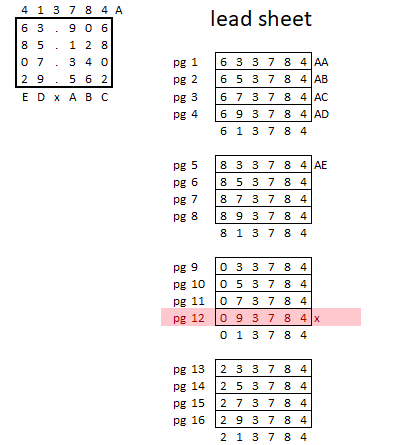 4 1 3 7 8 4 A
6 3 . 9 0 6
8 5 . 1 2 8
0 7 . 3 4 0
2 9 . 5 6 2
E D x A B C
lead sheet
pg 1 6 3 3 7 8 4 AA
pg 2 6 5 3 7 8 4 AB
pg 3 6 7 3 7 8 4 AC
pg 4 6 9 3 7 8 4 AD
6 1 3 7 8 4
pg 5 8 3 3 7 8 4 AE
pg 6 8 5 3 7 8 4
pg 7 8 7 3 7 8 4
pg 8 8 9 3 7 8 4
8 1 3 7 8 4
pg 9 0 3 3 7 8 4
pg 10 0 5 3 7 8 4
pg 11 0 7 3 7 8 4
pg 12 0 9 3 7 8 4 x
0 1 3 7 8 4
pg 13 2 3 3 7 8 4
pg 14 2 5 3 7 8 4
pg 15 2 7 3 7 8 4
pg 16 2 9 3 7 8 4
2 1 3 7 8 4